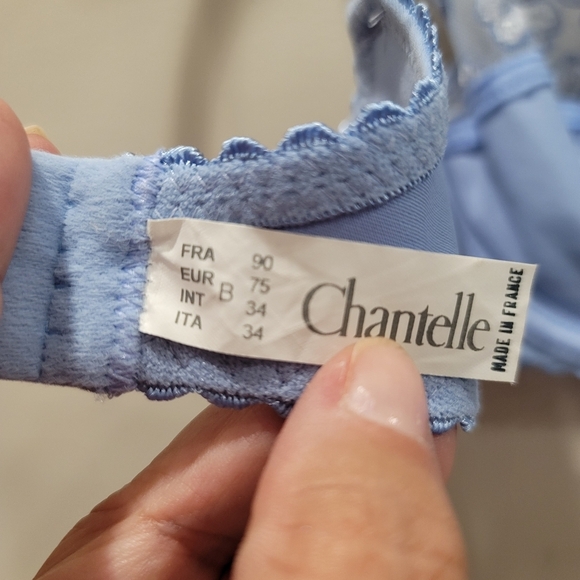 FRA 90
EUR 75
INT B 34
ITA 34
Chantelle
MADE IN FRANCE